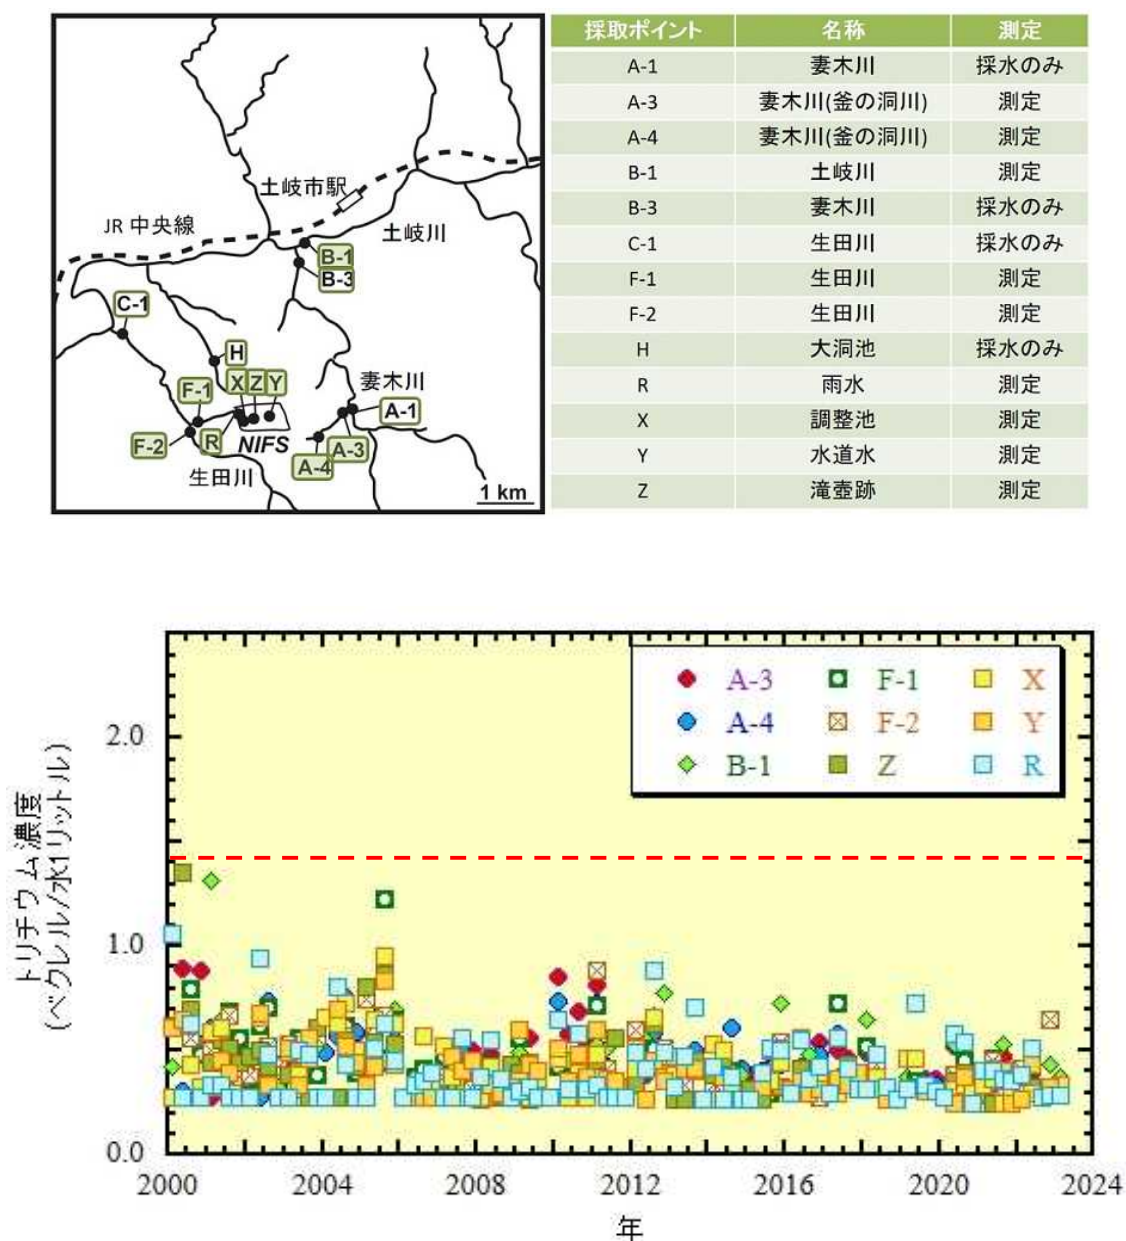 土岐市駅
JR 中央線
土岐川
B-1
B-3
C-1
H
X Z Y
妻木川
F-1
A-1
F-2
R
NIFS
A-3
A-4
生田川
1 km
採取ポイント 名称 測定
A-1 妻木川 採水のみ
A-3 妻木川(釜の洞川) 測定
A-4 妻木川(釜の洞川) 測定
B-1 土岐川 測定
B-3 妻木川 採水のみ
C-1 生田川 採水のみ
F-1 生田川 測定
F-2 生田川 測定
H 大洞池 採水のみ
R 雨水 測定
X 調整池 測定
Y 水道水 測定
Z 滝壺跡 測定
トリチウム濃度
(ベクレル/水1リットル)
A-3 F-1 X
A-4 F-2 Y
B-1 Z R
2.0
1.0
0.0
2000 2004 2008 2012 2016 2020 2024
年